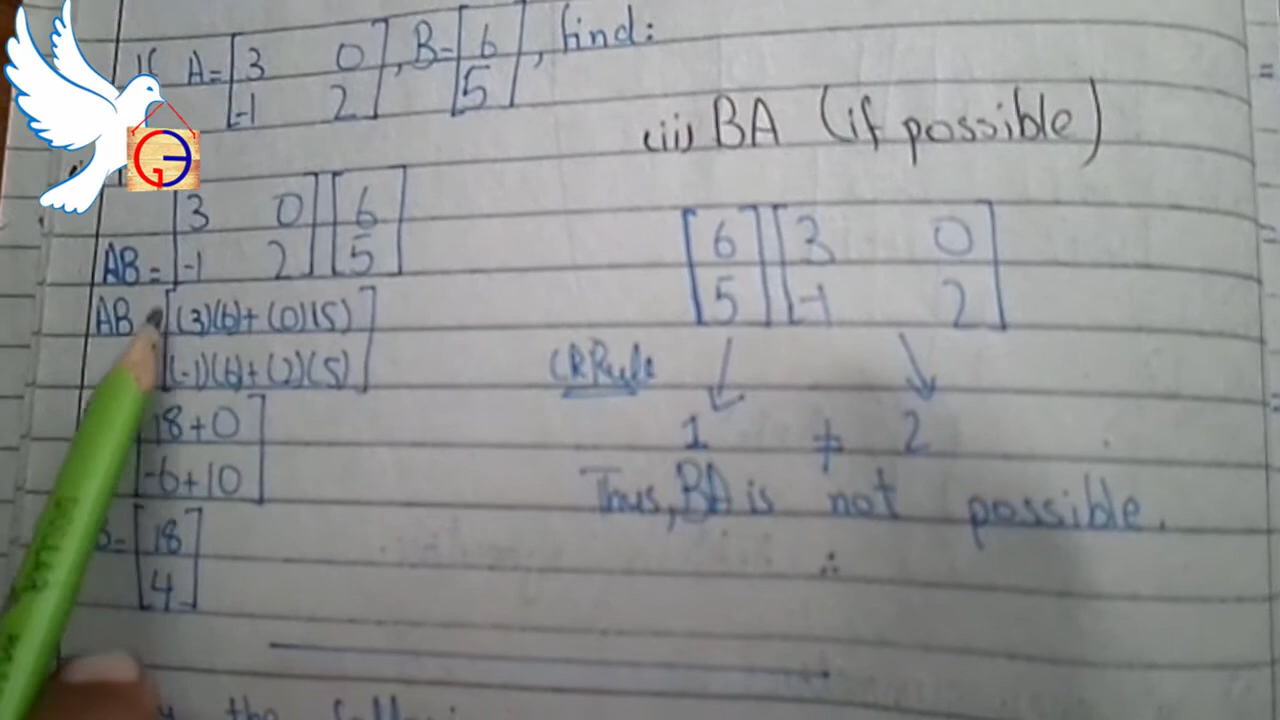 If A = [3 0 -1 2], B = [6 5], find:
AB = [3 0 -1 2] [6 5]
AB = [(3)(6)+(0)(5)
(-1)(6)+(2)(5)]
[18+0
-6+10]
B = [18
4]
(ii) BA (if possible)
[6 5] [3 0 -1 2]
CR Rule
1 ≠ 2
Thus, BA is not possible.
∴
the
GE